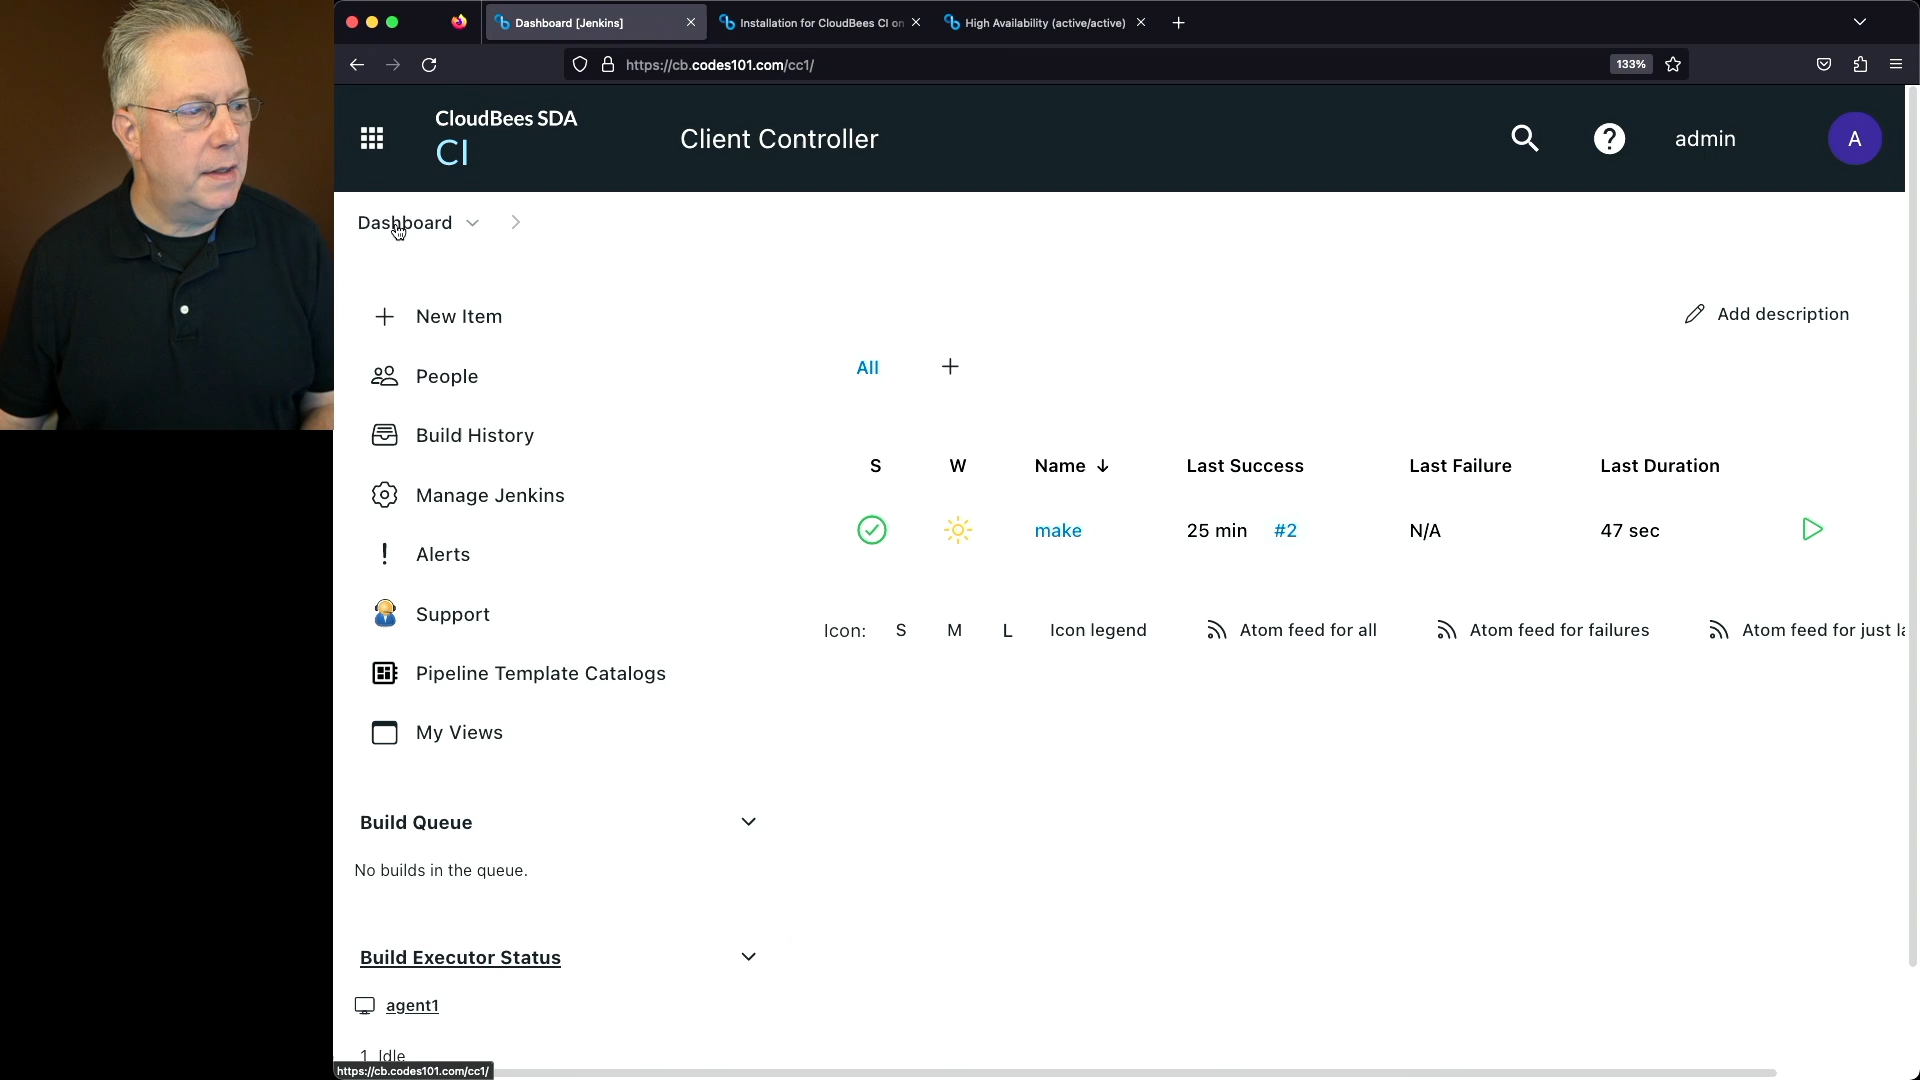 Dashboard [Jenkins]
Installation for CloudBees CI on
High Availability (active/active)
https://cb.codes101.com/cc1/
133%
CloudBees SDA
CI
Client Controller
admin
A
Dashboard
New Item
Add description
People
All
Build History
S W Name ↓ Last Success Last Failure Last Duration
Manage Jenkins
make 25 min #2 N/A 47 sec
Alerts
Support
Icon: S M L Icon legend Atom feed for all Atom feed for failures Atom feed for just la
Pipeline Template Catalogs
My Views
Build Queue
No builds in the queue.
Build Executor Status
agent1
1 Idle
https://cb.codes101.com/cc1/